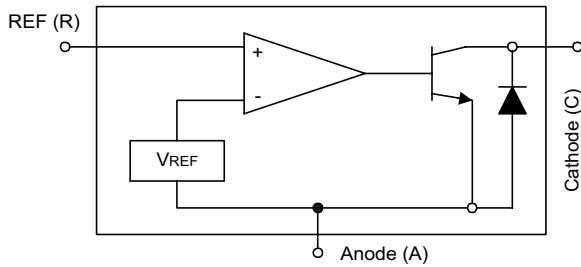 REF (R)
+
-
VREF
Cathode (C)
Anode (A)